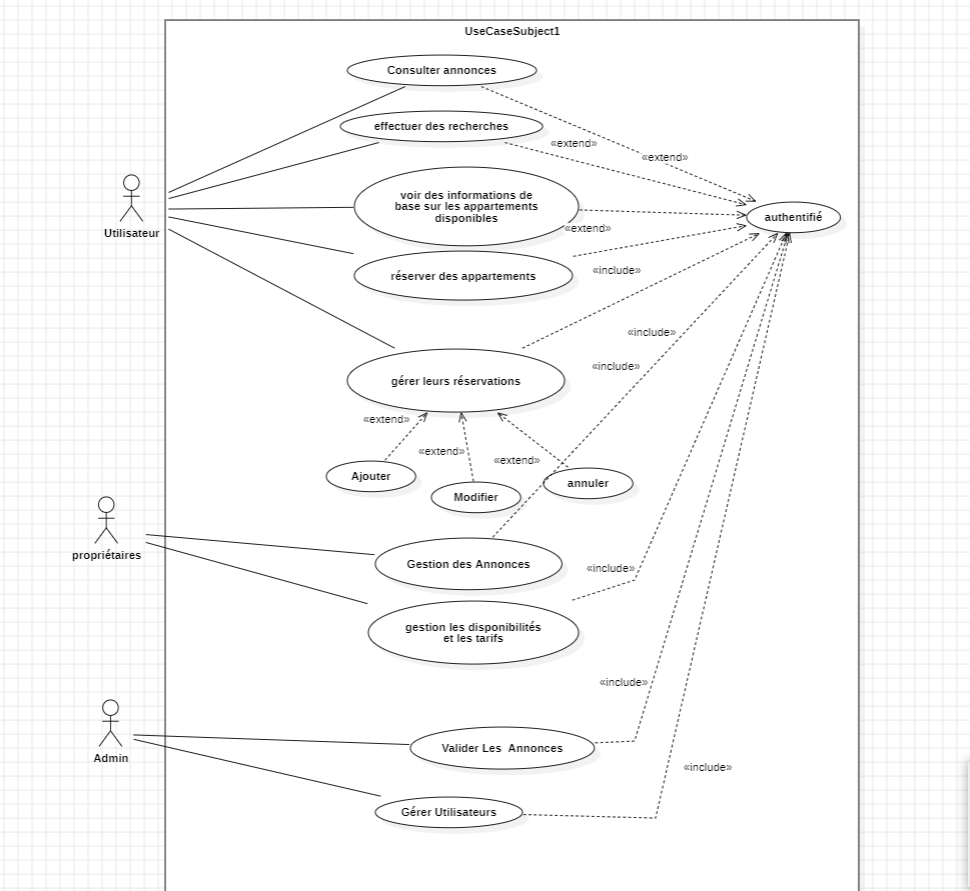 UseCaseSubject1
Consulter annonces
effectuer des recherches
«extend»
«extend»
voir des informations de
base sur les appartements
disponibles
authentifié
«extend»
Utilisateur
réserver des appartements
«include»
«include»
«include»
gérer leurs réservations
«extend»
«extend»
«extend»
Ajouter
Modifier
annuler
propriétaires
Gestion des Annonces
«include»
gestion les disponibilités
et les tarifs
«include»
Admin
Valider Les  Annonces
«include»
Gérer Utilisateurs